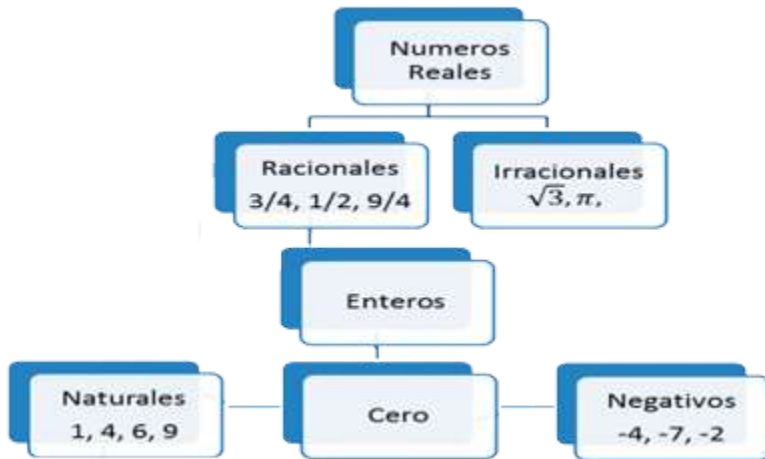 Numeros
Reales
Racionales
3/4, 1/2, 9/4
Irracionales
√3, π,
Enteros
Naturales
1, 4, 6, 9
Cero
Negativos
-4, -7, -2